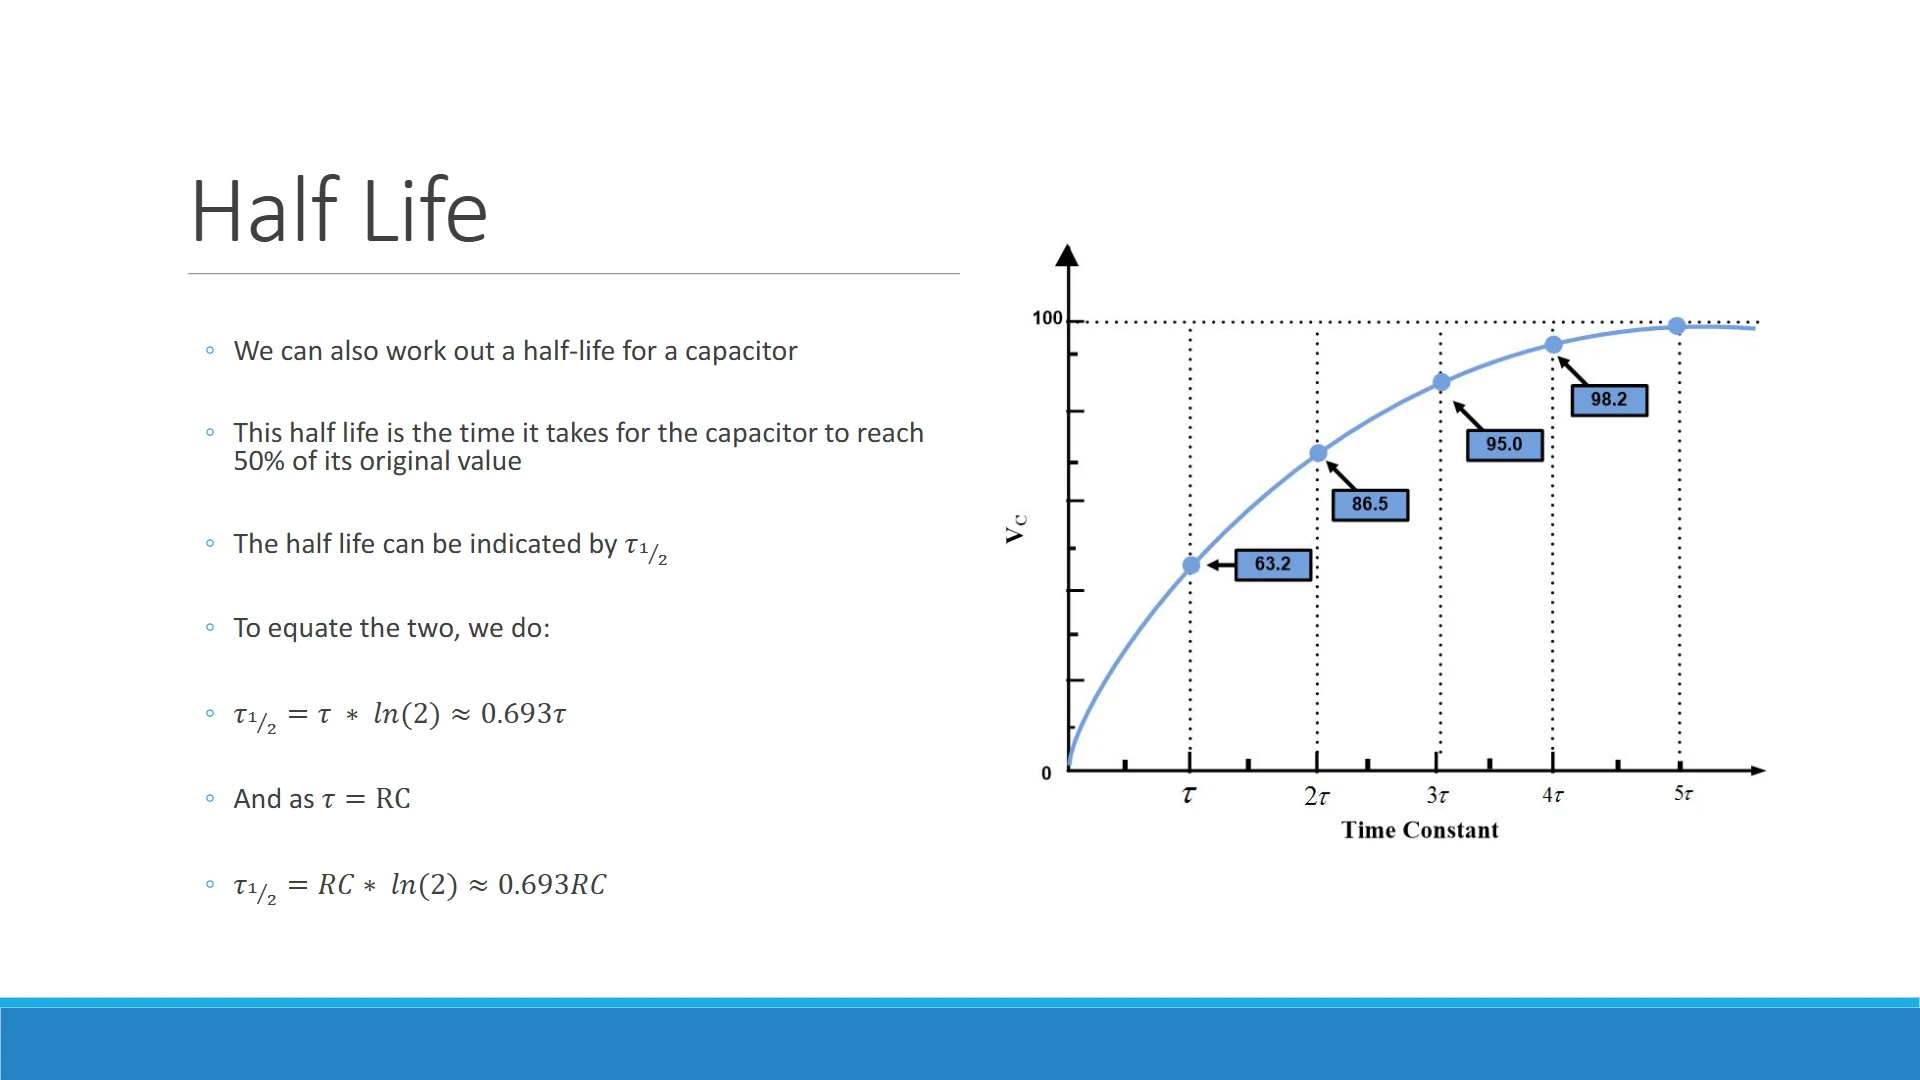 Half Life
◦ We can also work out a half-life for a capacitor
◦ This half life is the time it takes for the capacitor to reach
50% of its original value
◦ The half life can be indicated by 𝜏₁/₂
◦ To equate the two, we do:
◦ 𝜏₁/₂ = 𝜏 ∗ 𝑙𝑛(2) ≈ 0.693𝜏
◦ And as 𝜏 = RC
◦ 𝜏₁/₂ = 𝑅𝐶 ∗ 𝑙𝑛(2) ≈ 0.693𝑅𝐶
100
98.2
95.0
86.5
V_C
63.2
0
τ 2τ 3τ 4τ 5τ
Time Constant